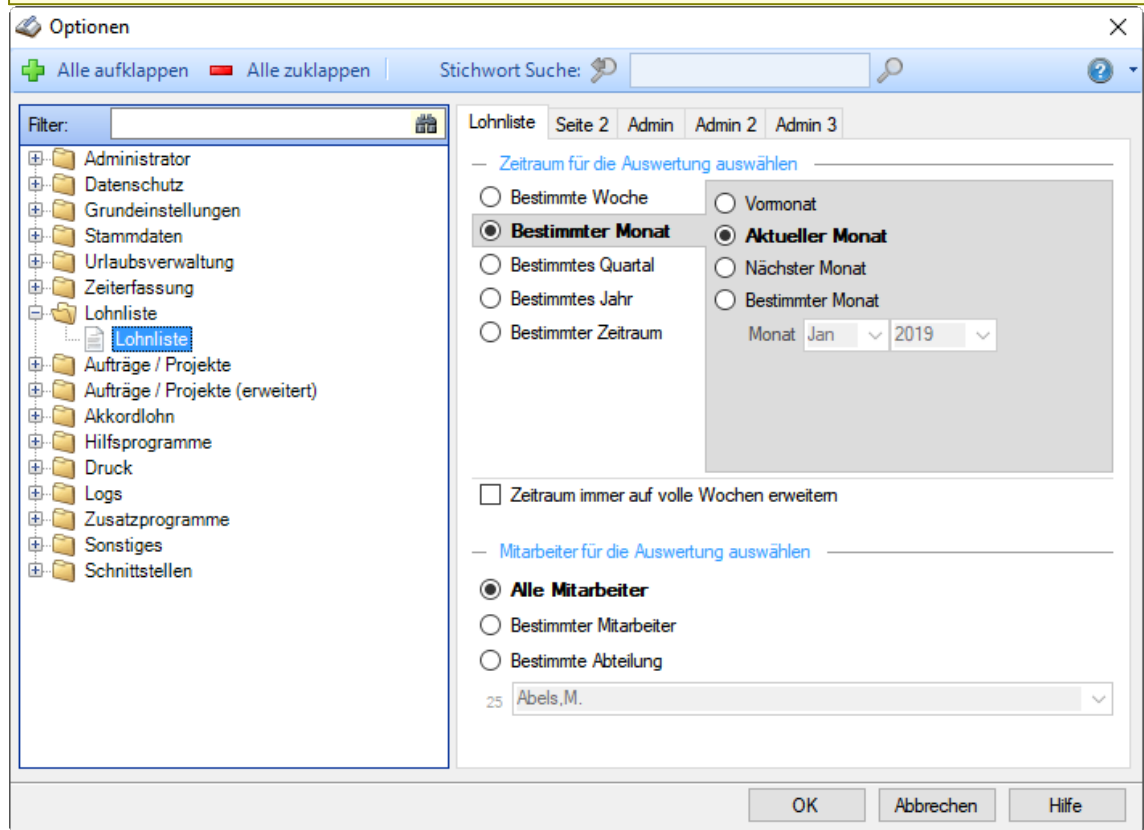 Optionen
Alle aufklappen Alle zuklappen Stichwort Suche:
Filter:
Administrator
Datenschutz
Grundeinstellungen
Stammdaten
Urlaubsverwaltung
Zeiterfassung
Lohnliste
Lohnliste
Aufträge / Projekte
Aufträge / Projekte (erweitert)
Akkordlohn
Hilfsprogramme
Druck
Logs
Zusatzprogramme
Sonstiges
Schnittstellen
Lohnliste Seite 2 Admin Admin 2 Admin 3
Zeitraum für die Auswertung auswählen
Bestimmte Woche
Bestimmter Monat
Bestimmtes Quartal
Bestimmtes Jahr
Bestimmter Zeitraum
Vormonat
Aktueller Monat
Nächster Monat
Bestimmter Monat
Monat Jan 2019
Zeitraum immer auf volle Wochen erweitern
Mitarbeiter für die Auswertung auswählen
Alle Mitarbeiter
Bestimmter Mitarbeiter
Bestimmte Abteilung
25 Abels,M.
OK Abbrechen Hilfe